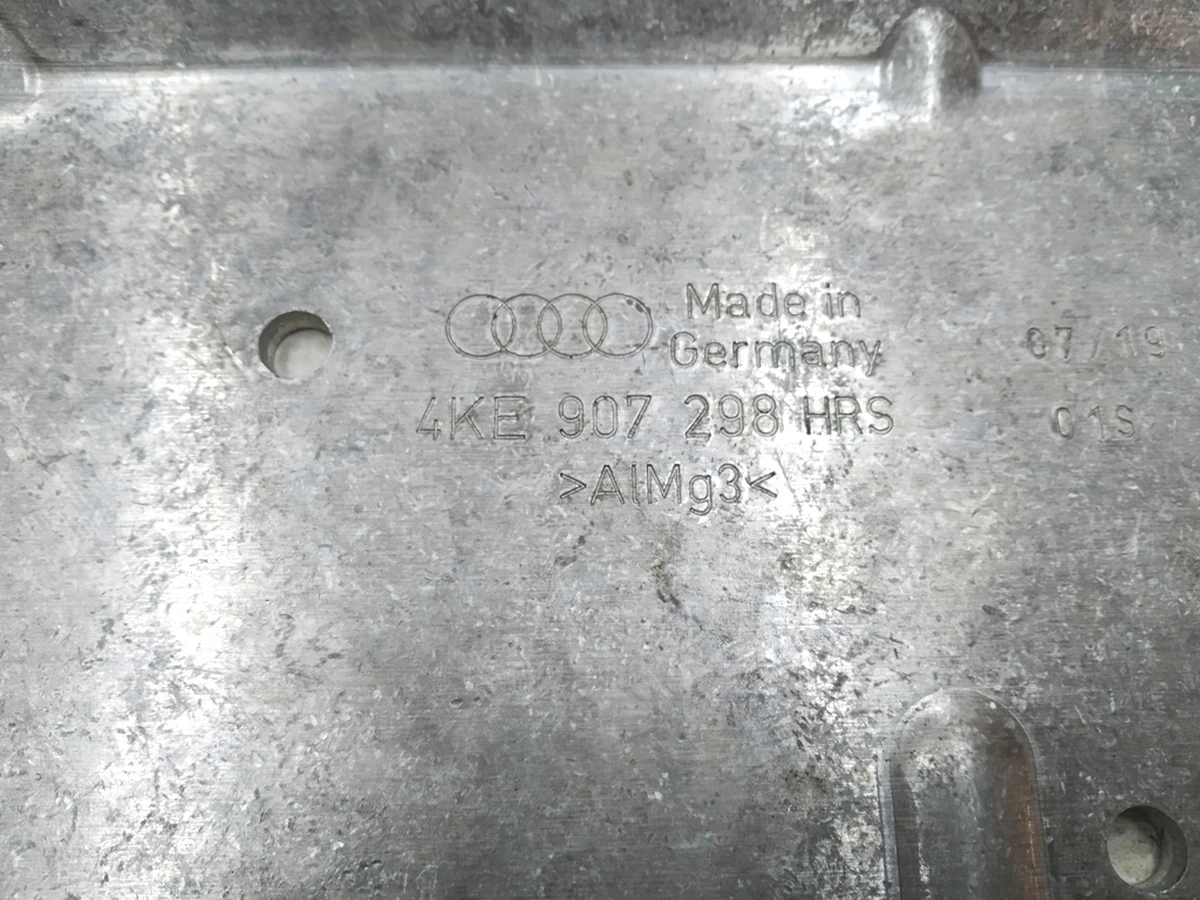 Made in
Germany
4KE 907 298 HRS
>AlMg3<
07/19
01S